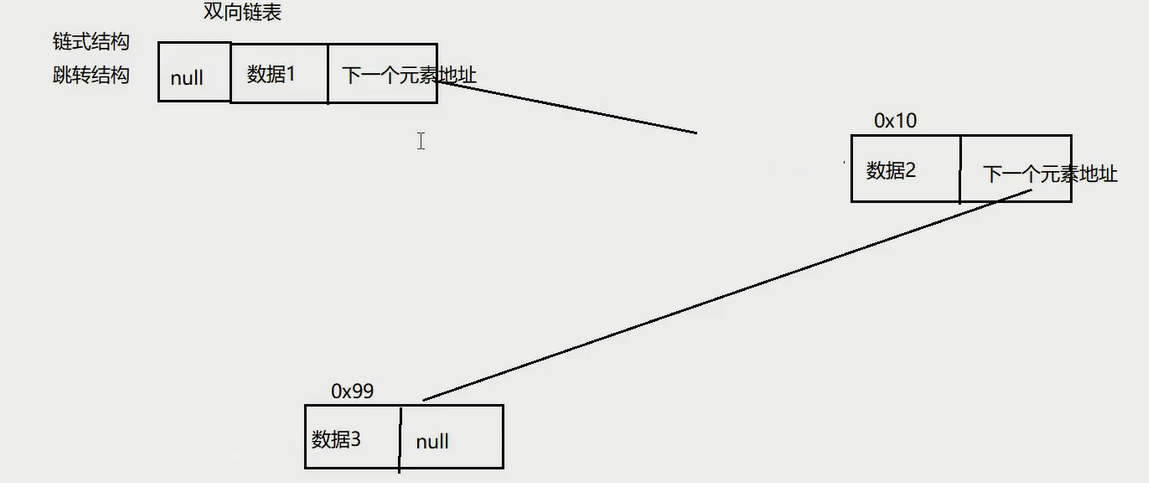 双向链表
链式结构
跳转结构
null
数据1
下一个元素地址
0x10
数据2
下一个元素地址
0x99
数据3
null